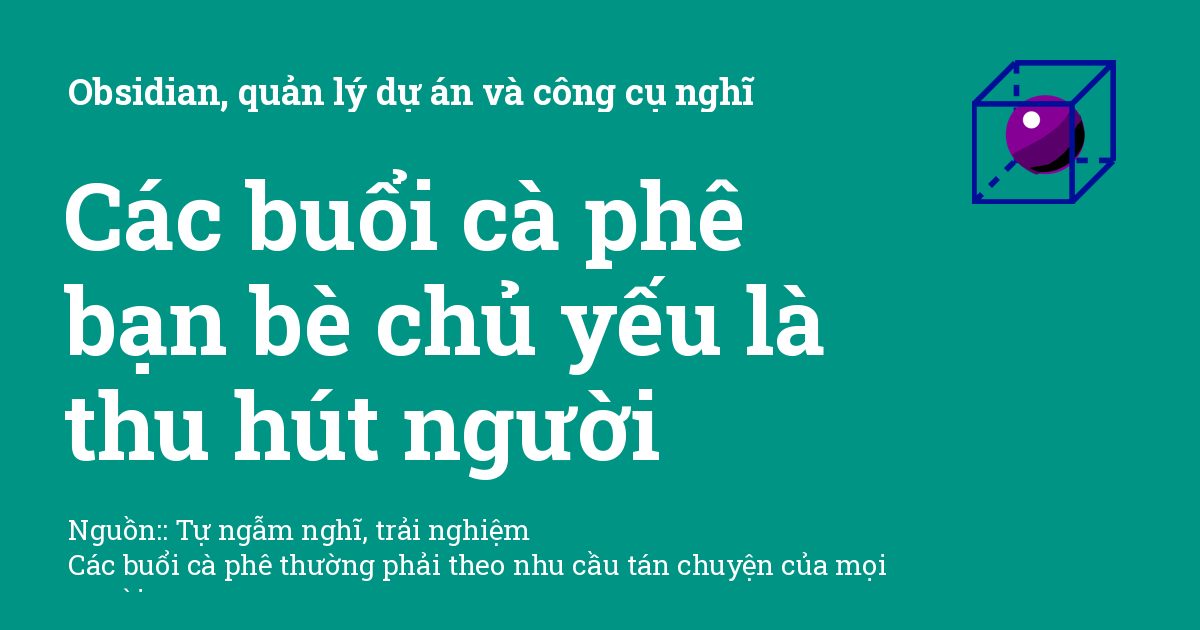 Obsidian, quản lý dự án và công cụ nghĩ
Các buổi cà phê
bạn bè chủ yếu là
thu hút người
Nguồn:: Tự ngẫm nghĩ, trải nghiệm
Các buổi cà phê thường phải theo nhu cầu tán chuyện của mọi